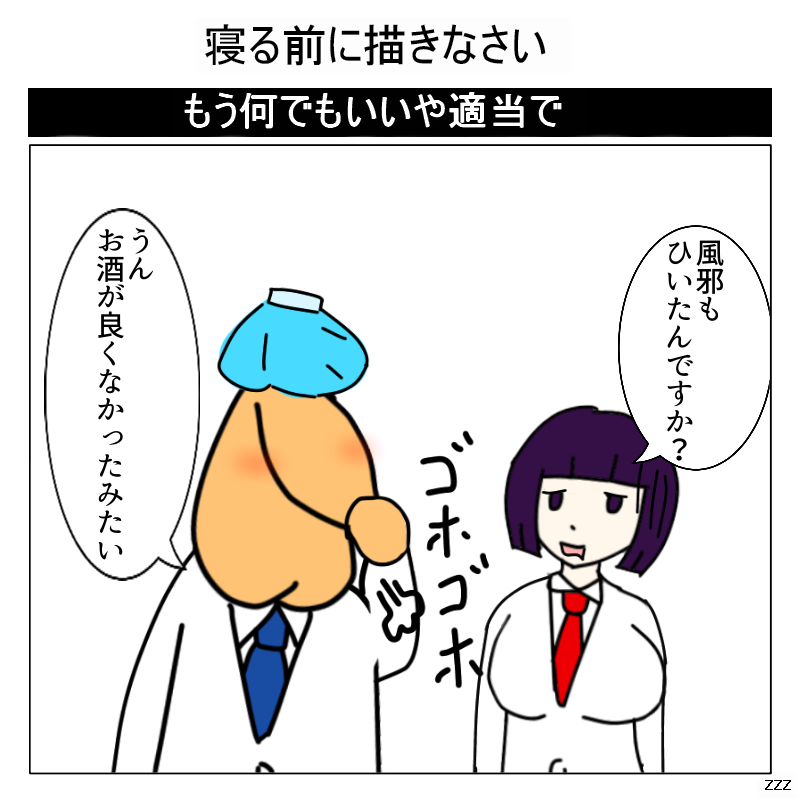 寝る前に描きなさい
もう何でもいいや適当で
風邪も
ひいたんですか？
うん
お酒が良くなかったみたい
ゴホゴホ
zzz